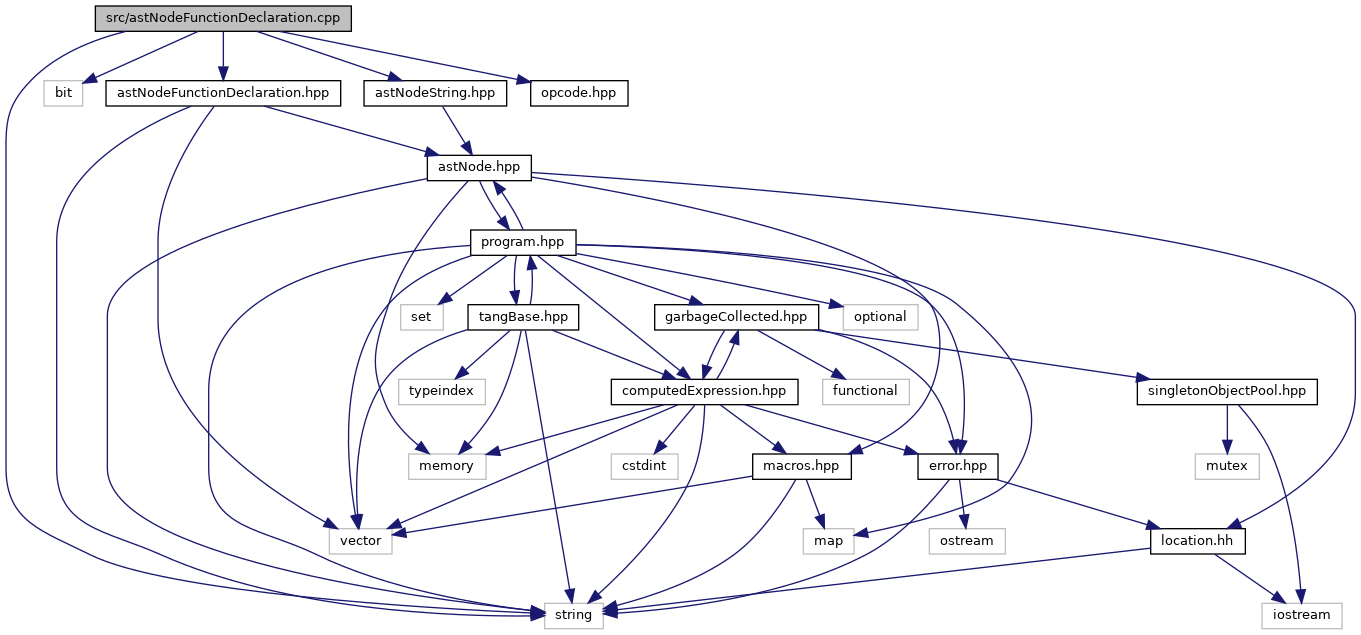 src/astNodeFunctionDeclaration.cpp
bit
astNodeFunctionDeclaration.hpp
astNodeString.hpp
opcode.hpp
astNode.hpp
program.hpp
set
tangBase.hpp
garbageCollected.hpp
optional
typeindex
computedExpression.hpp
functional
singletonObjectPool.hpp
memory
cstdint
macros.hpp
error.hpp
mutex
vector
map
ostream
location.hh
string
iostream